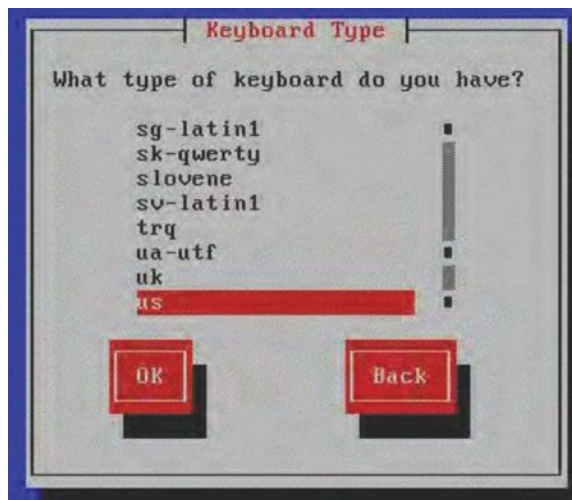 Keyboard Type
What type of keyboard do you have?
sg-latin1
sk-qwerty
slovene
sv-latin1
trq
ua-utf
uk
us
OK
Back